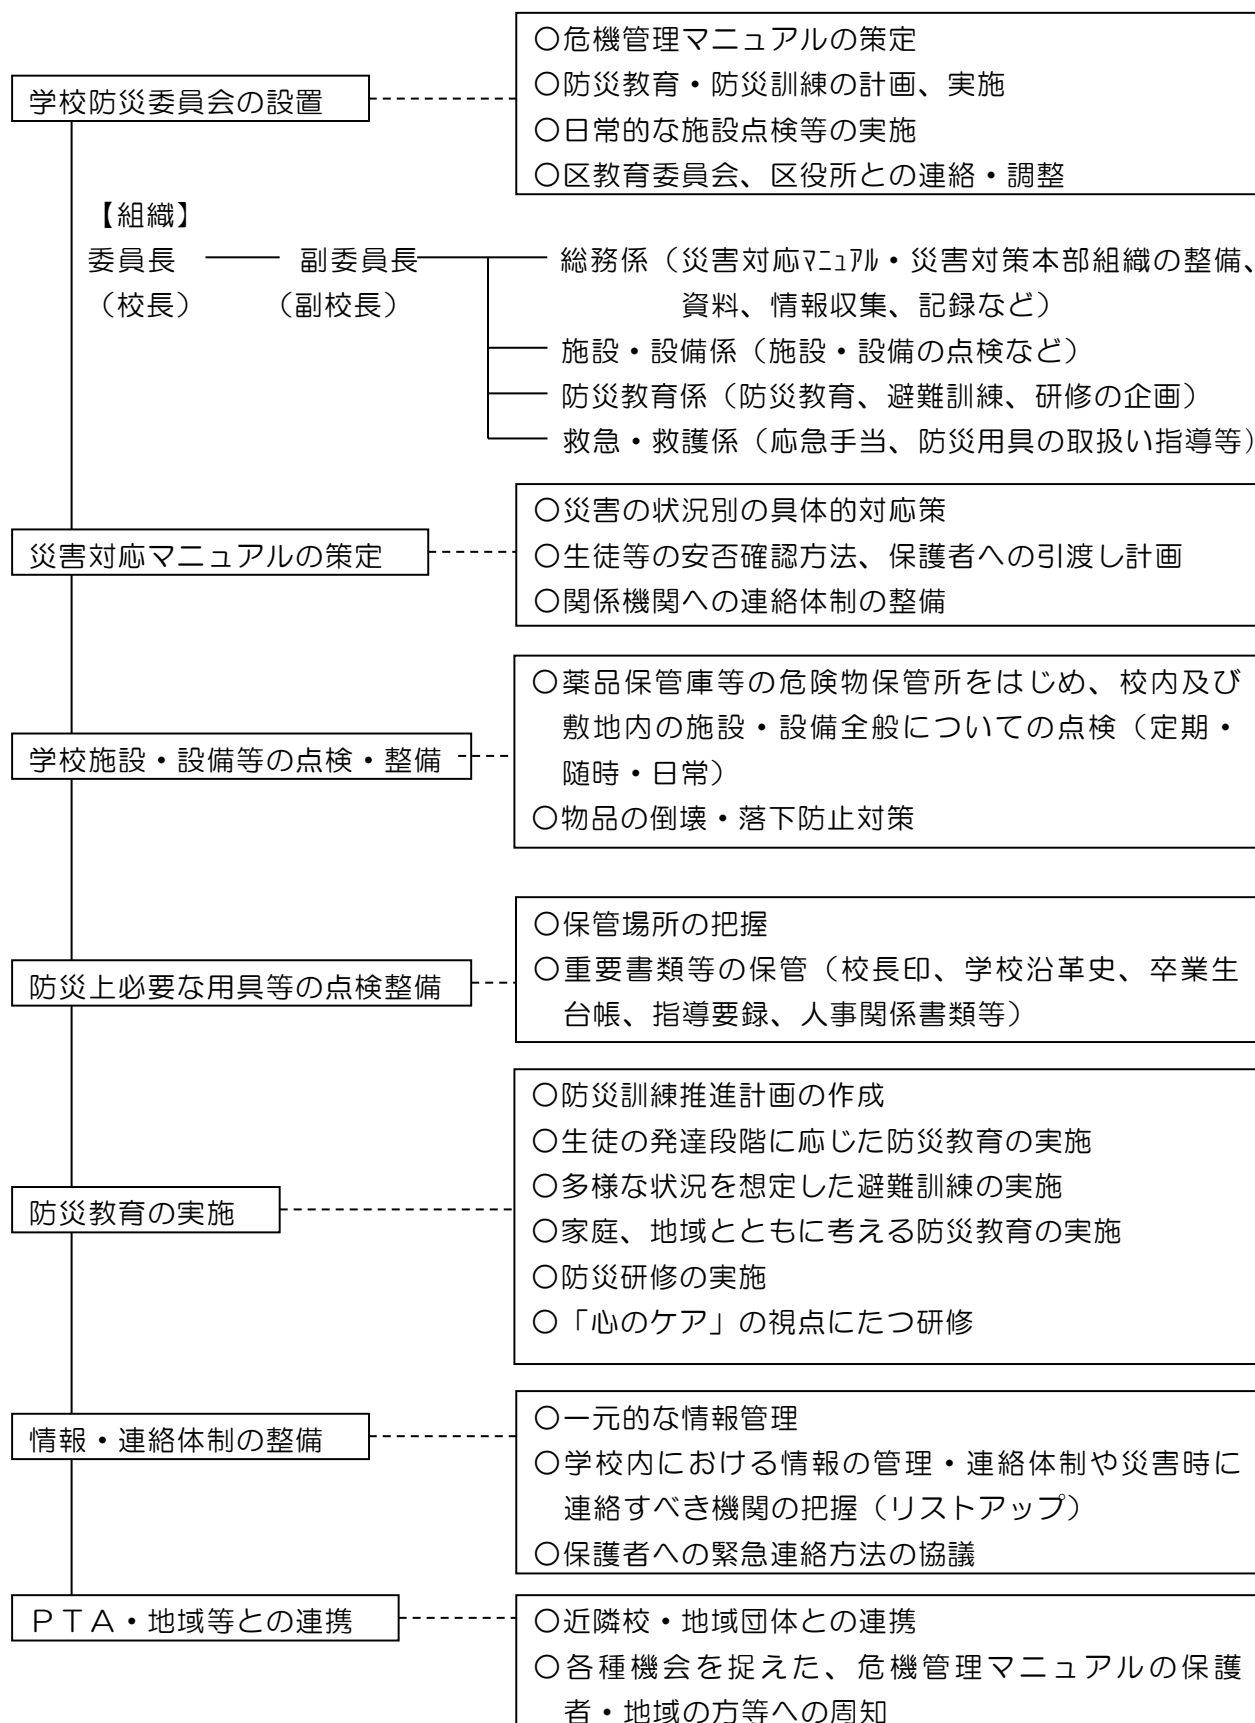 学校防災委員会の設置
〇危機管理マニュアルの策定
〇防災教育・防災訓練の計画、実施
〇日常的な施設点検等の実施
〇区教育委員会、区役所との連絡・調整
【組織】
委員長 副委員長 総務係（災害対応ﾏﾆｭｱﾙ・災害対策本部組織の整備、
（校長） （副校長） 資料、情報収集、記録など）
施設・設備係（施設・設備の点検など）
防災教育係（防災教育、避難訓練、研修の企画）
救急・救護係（応急手当、防災用具の取扱い指導等）
災害対応マニュアルの策定
〇災害の状況別の具体的対応策
〇生徒等の安否確認方法、保護者への引渡し計画
〇関係機関への連絡体制の整備
学校施設・設備等の点検・整備
〇薬品保管庫等の危険物保管所をはじめ、校内及び
敷地内の施設・設備全般についての点検（定期・
随時・日常）
〇物品の倒壊・落下防止対策
防災上必要な用具等の点検整備
〇保管場所の把握
〇重要書類等の保管（校長印、学校沿革史、卒業生
台帳、指導要録、人事関係書類等）
防災教育の実施
〇防災訓練推進計画の作成
〇生徒の発達段階に応じた防災教育の実施
〇多様な状況を想定した避難訓練の実施
〇家庭、地域とともに考える防災教育の実施
〇防災研修の実施
〇「心のケア」の視点にたつ研修
情報・連絡体制の整備
〇一元的な情報管理
〇学校内における情報の管理・連絡体制や災害時に
連絡すべき機関の把握（リストアップ）
〇保護者への緊急連絡方法の協議
ＰＴＡ・地域等との連携
〇近隣校・地域団体との連携
〇各種機会を捉えた、危機管理マニュアルの保護
者・地域の方等への周知